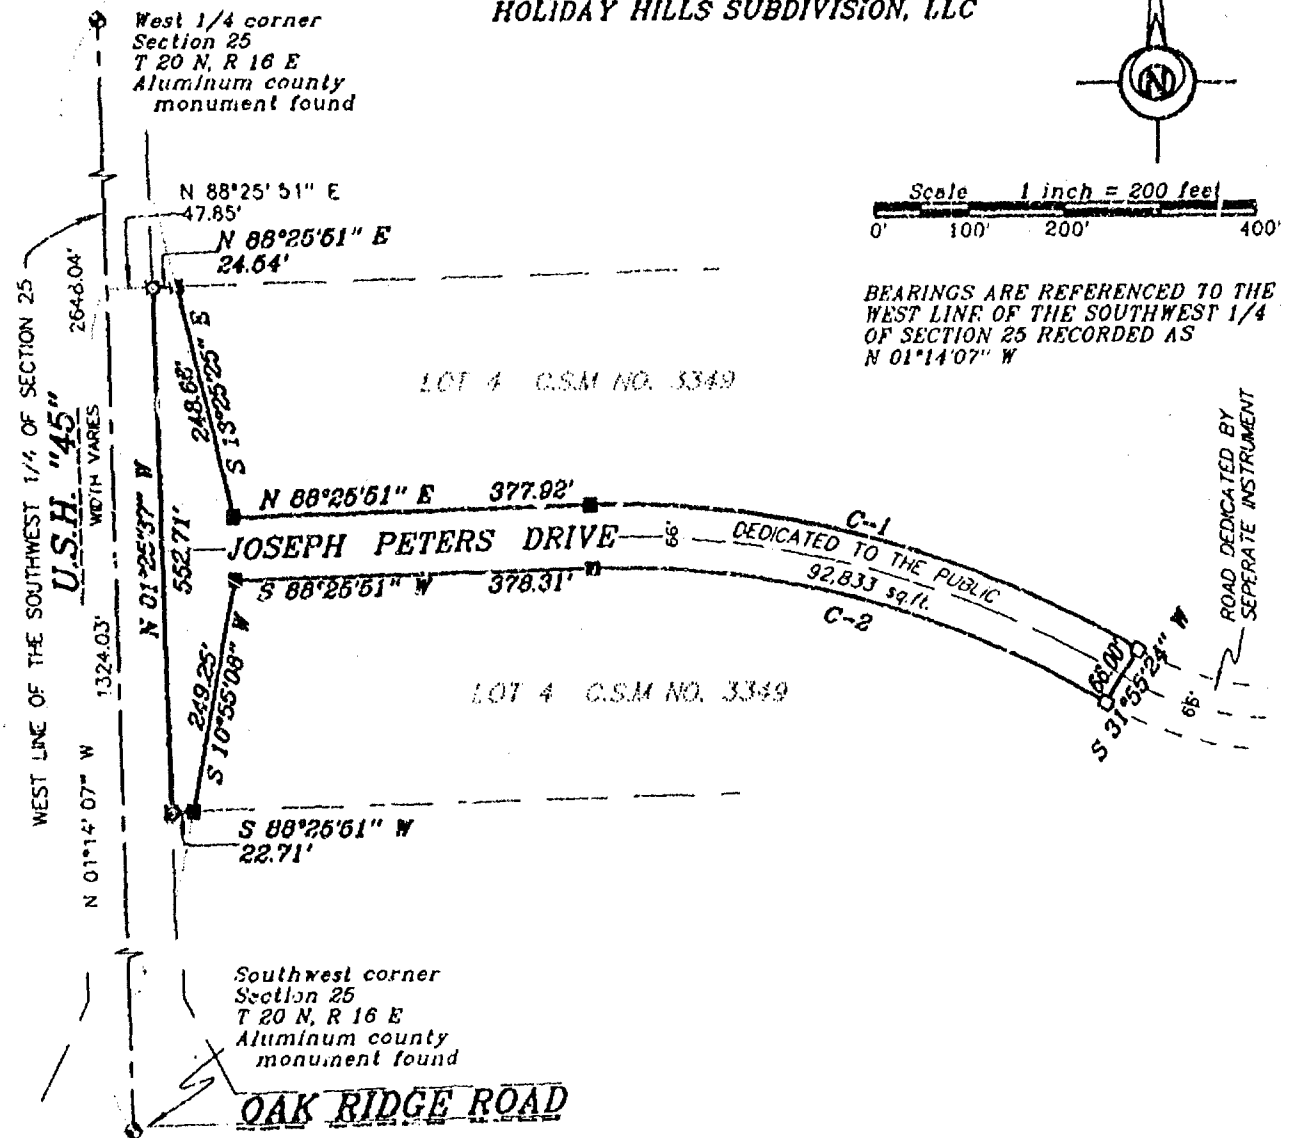 HOLIDAY HILLS SUBDIVISION, LLC
West 1/4 corner
Section 25
T 20 N, R 16 E
Aluminum county
monument found
N
Scale 1 inch = 200 feet
0' 100' 200' 400'
N 88°25'51" E
47.85'
N 88°25'51" E
24.54'
BEARINGS ARE REFERENCED TO THE
WEST LINE OF THE SOUTHWEST 1/4
OF SECTION 25 RECORDED AS
N 01°14'07" W
WEST LINE OF THE SOUTHWEST 1/4 OF SECTION 25
2648.04'
U.S.H. "45"
WIDTH VARIES
1324.03'
N 01°14'07" W
N 01°25'37" W
552.71'
248.68'
S 13°25'25" E
LOT 4 C.S.M NO. 3349
N 88°25'51" E 377.92'
JOSEPH PETERS DRIVE
66'
S 88°25'51" W 378.31'
C-1
DEDICATED TO THE PUBLIC
92,833 sq.ft.
C-2
ROAD DEDICATED BY
SEPERATE INSTRUMENT
66.00'
S 31°55'24" W
66'
249.25'
S 10°55'08" W
LOT 4 C.S.M NO. 3349
S 88°25'51" W
22.71'
Southwest corner
Section 25
T 20 N, R 16 E
Aluminum county
monument found
OAK RIDGE ROAD